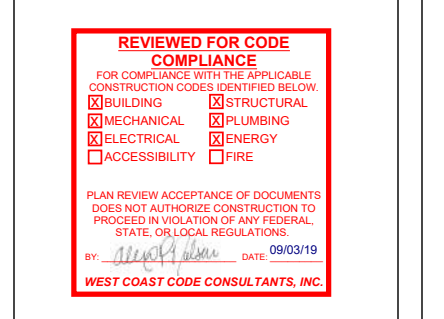 REVIEWED FOR CODE
COMPLIANCE
FOR COMPLIANCE WITH THE APPLICABLE
CONSTRUCTION CODES IDENTIFIED BELOW.
X BUILDING X STRUCTURAL
X MECHANICAL X PLUMBING
X ELECTRICAL X ENERGY
ACCESSIBILITY FIRE
PLAN REVIEW ACCEPTANCE OF DOCUMENTS
DOES NOT AUTHORIZE CONSTRUCTION TO
PROCEED IN VIOLATION OF ANY FEDERAL,
STATE, OR LOCAL REGULATIONS.
BY: DATE: 09/03/19
WEST COAST CODE CONSULTANTS, INC.